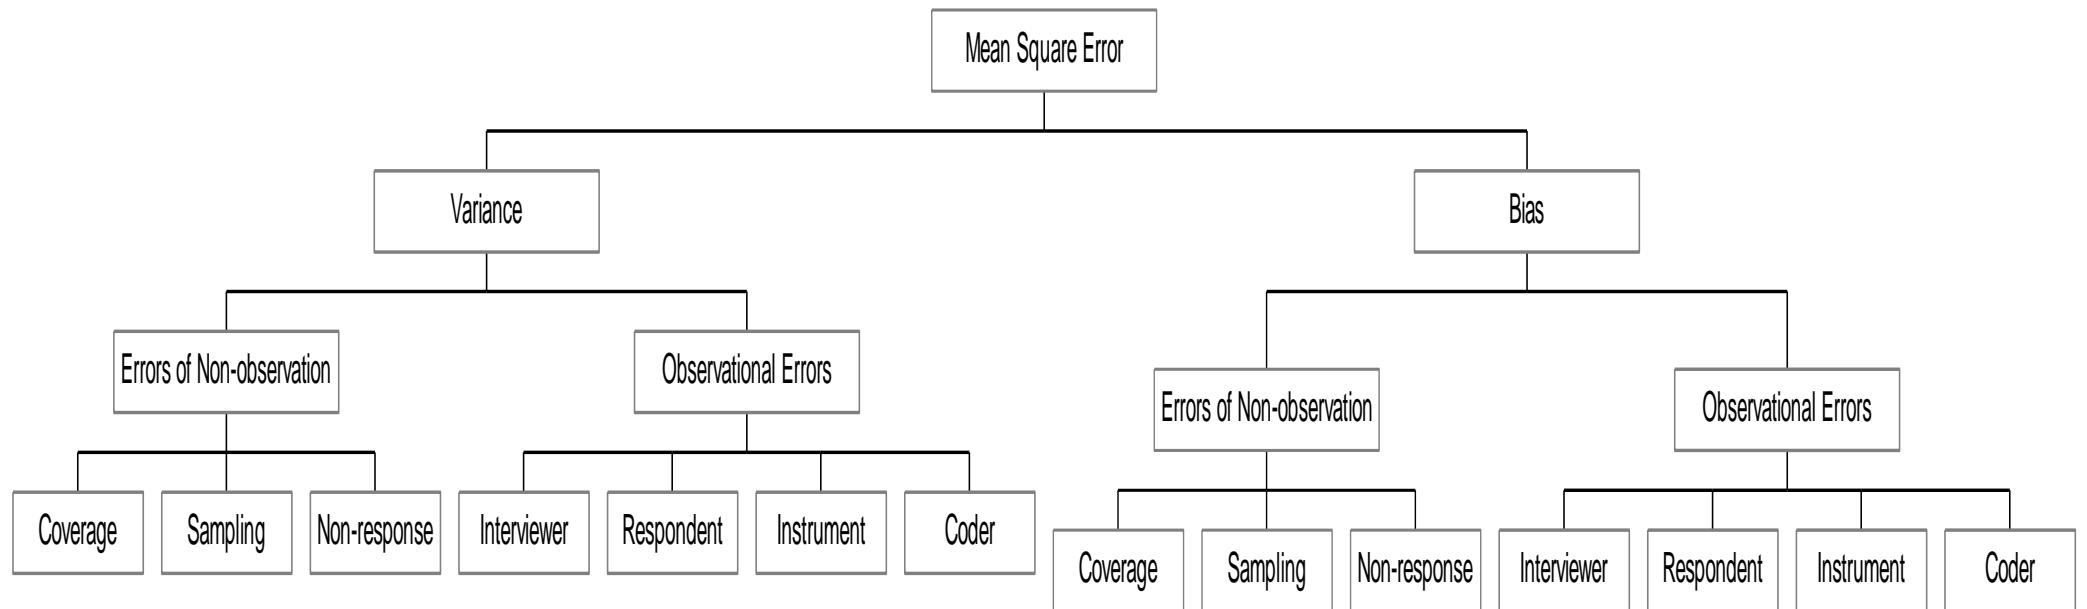 Mean Square Error
Variance
Bias
Errors of Non-observation
Observational Errors
Errors of Non-observation
Observational Errors
Coverage
Sampling
Non-response
Interviewer
Respondent
Instrument
Coder
Coverage
Sampling
Non-response
Interviewer
Respondent
Instrument
Coder